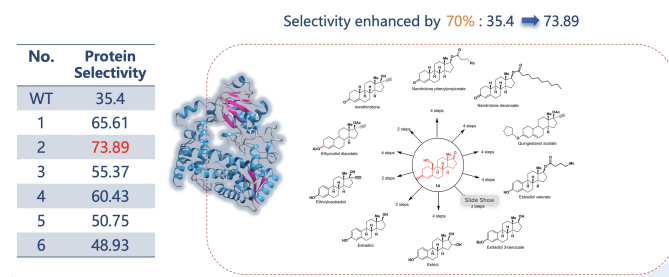 Selectivity enhanced by 70% : 35.4 73.89
No. Protein Selectivity
WT 35.4
1 65.61
2 73.89
3 55.37
4 60.43
5 50.75
6 48.93
norethindrone
Nandrolone phenylpropionate
Nandrolone decanoate
Ethynodiol diacetate
Quingestanol acetate
Ethinylestradiol
Estradiol valerate
Estradiol
Estriol
Estradiol 3-benzoate
4 steps
2 steps
4 steps
4 steps
4 steps
2 steps
4 steps
14
2 steps
Slide Show
4 steps